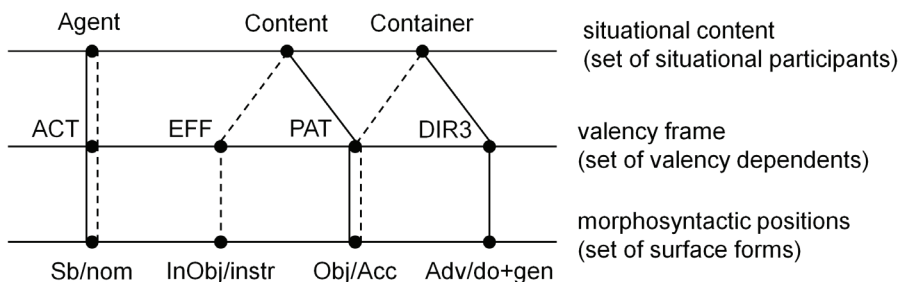 Agent Content Container situational content
(set of situational participants)
ACT EFF PAT DIR3 valency frame
(set of valency dependents)
morphosyntactic positions
(set of surface forms)
Sb/nom InObj/instr Obj/Acc Adv/do+gen